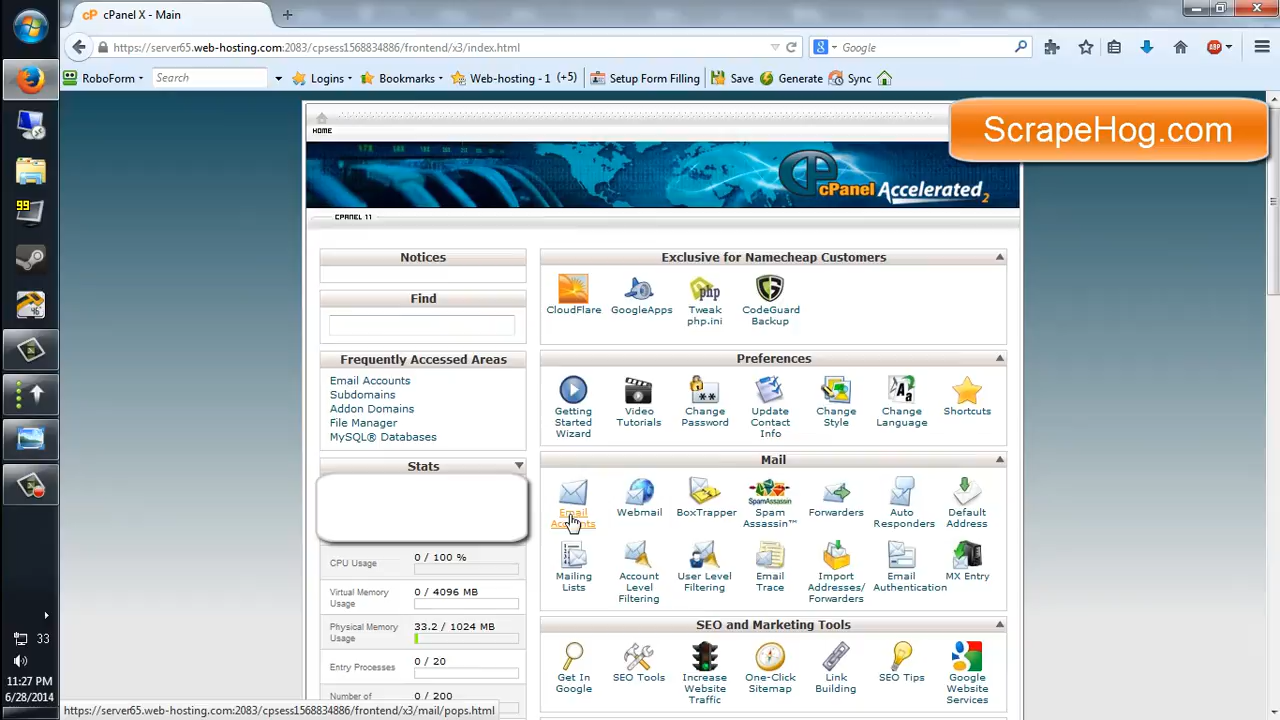 cPanel X - Main
https://server65.web-hosting.com:2083/cpsess1568834886/frontend/x3/index.html
Google
ABP
RoboForm
Search
Logins
Bookmarks
Web-hosting - 1 (+5)
Setup Form Filling
Save
Generate
Sync
HOME
ScrapeHog.com
cPanel Accelerated 2
CPANEL 11
Notices
Find
Frequently Accessed Areas
Email Accounts
Subdomains
Addon Domains
File Manager
MySQL® Databases
Stats
CPU Usage
0 / 100 %
Virtual Memory
Usage
0 / 4096 MB
Physical Memory
Usage
33.2 / 1024 MB
Entry Processes
0 / 20
Number of
0 / 200
Exclusive for Namecheap Customers
CloudFlare
GoogleApps
php
Tweak
php.ini
CodeGuard
Backup
Preferences
Getting
Started
Wizard
Video
Tutorials
Change
Password
Update
Contact
Info
Change
Style
Change
Language
Shortcuts
Mail
Email
Accounts
Webmail
BoxTrapper
SpamAssassin
Spam
Assassin™
Forwarders
Auto
Responders
Default
Address
Mailing
Lists
Account
Level
Filtering
User Level
Filtering
Email
Trace
Import
Addresses/
Forwarders
Email
Authentication
MX Entry
SEO and Marketing Tools
Get In
Google
SEO Tools
Increase
Website
Traffic
One-Click
Sitemap
Link
Building
SEO Tips
Google
Website
Services
99
33
11:27 PM
6/28/2014
https://server65.web-hosting.com:2083/cpsess1568834886/frontend/x3/mail/pops.html